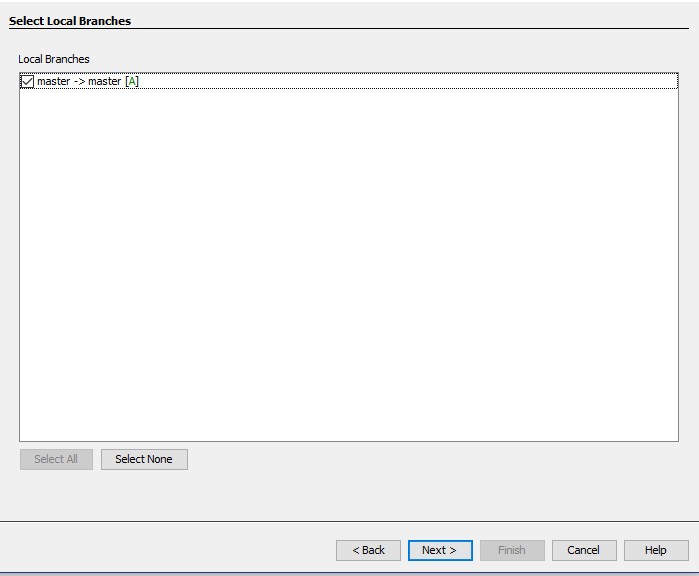 Select Local Branches
Local Branches
master -> master [A]
Select All
Select None
< Back
Next >
Finish
Cancel
Help